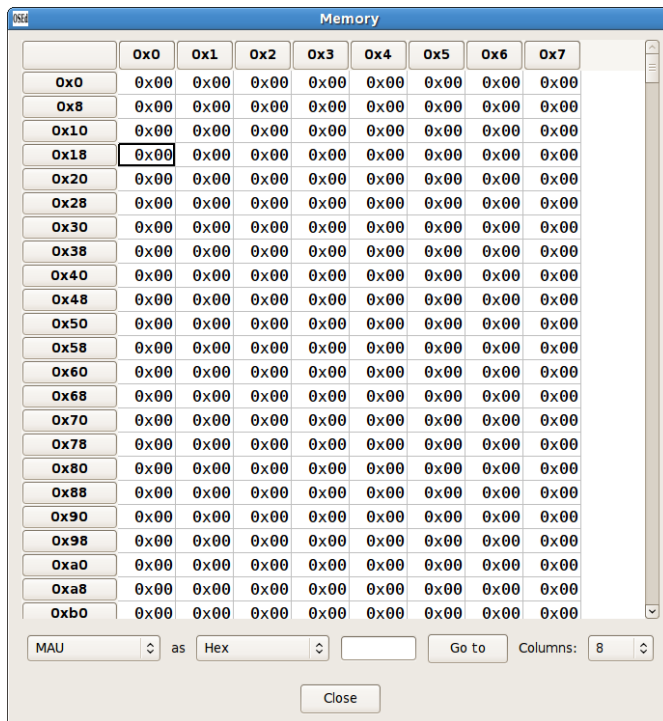 OSEd Memory
0x0 0x1 0x2 0x3 0x4 0x5 0x6 0x7
0x0 0x00 0x00 0x00 0x00 0x00 0x00 0x00 0x00
0x8 0x00 0x00 0x00 0x00 0x00 0x00 0x00 0x00
0x10 0x00 0x00 0x00 0x00 0x00 0x00 0x00 0x00
0x18 0x00 0x00 0x00 0x00 0x00 0x00 0x00 0x00
0x20 0x00 0x00 0x00 0x00 0x00 0x00 0x00 0x00
0x28 0x00 0x00 0x00 0x00 0x00 0x00 0x00 0x00
0x30 0x00 0x00 0x00 0x00 0x00 0x00 0x00 0x00
0x38 0x00 0x00 0x00 0x00 0x00 0x00 0x00 0x00
0x40 0x00 0x00 0x00 0x00 0x00 0x00 0x00 0x00
0x48 0x00 0x00 0x00 0x00 0x00 0x00 0x00 0x00
0x50 0x00 0x00 0x00 0x00 0x00 0x00 0x00 0x00
0x58 0x00 0x00 0x00 0x00 0x00 0x00 0x00 0x00
0x60 0x00 0x00 0x00 0x00 0x00 0x00 0x00 0x00
0x68 0x00 0x00 0x00 0x00 0x00 0x00 0x00 0x00
0x70 0x00 0x00 0x00 0x00 0x00 0x00 0x00 0x00
0x78 0x00 0x00 0x00 0x00 0x00 0x00 0x00 0x00
0x80 0x00 0x00 0x00 0x00 0x00 0x00 0x00 0x00
0x88 0x00 0x00 0x00 0x00 0x00 0x00 0x00 0x00
0x90 0x00 0x00 0x00 0x00 0x00 0x00 0x00 0x00
0x98 0x00 0x00 0x00 0x00 0x00 0x00 0x00 0x00
0xa0 0x00 0x00 0x00 0x00 0x00 0x00 0x00 0x00
0xa8 0x00 0x00 0x00 0x00 0x00 0x00 0x00 0x00
0xb0 0x00 0x00 0x00 0x00 0x00 0x00 0x00 0x00
MAU as Hex Go to Columns: 8
Close